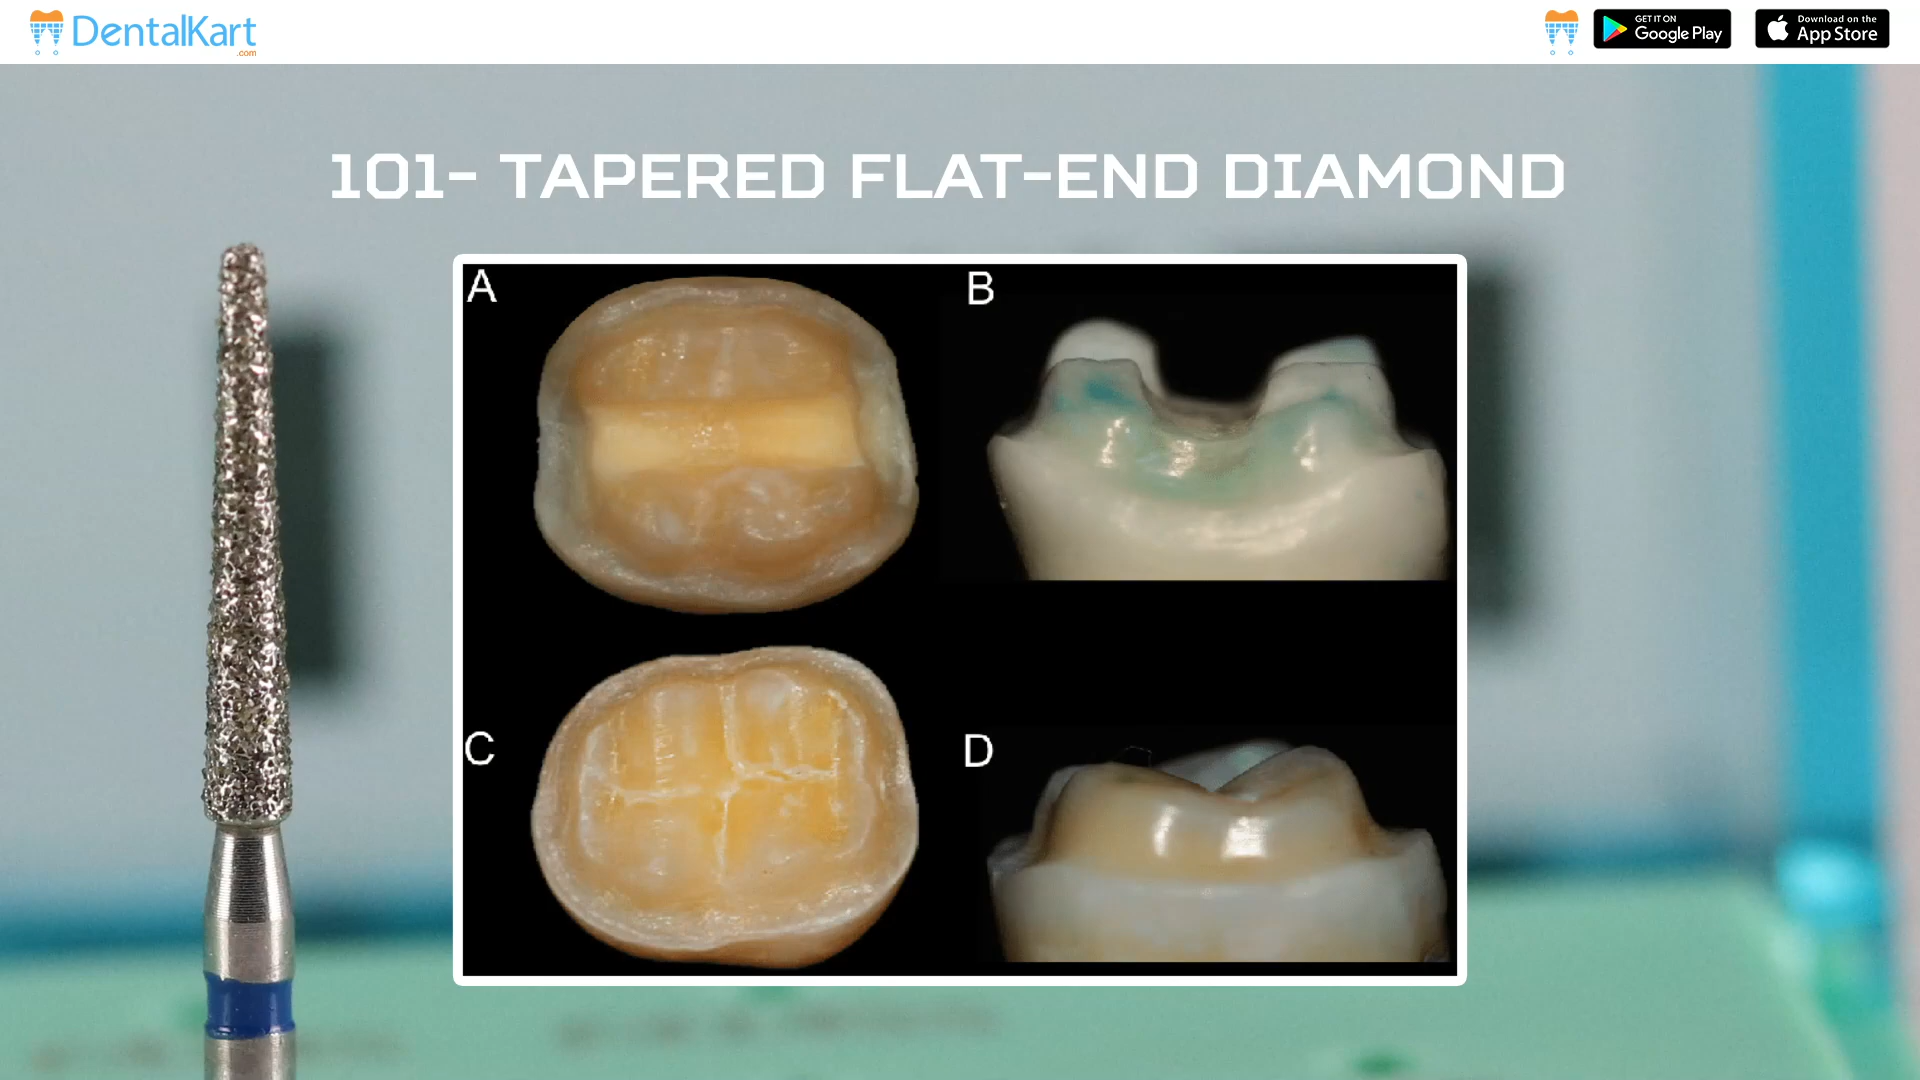 DentalKart
.com
GET IT ON
Google Play
Download on the
App Store
101- TAPERED FLAT-END DIAMOND
A
B
C
D